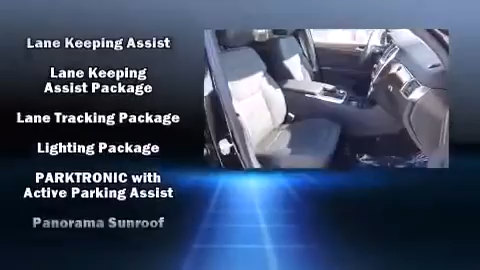 Lane Keeping Assist
Lane Keeping
Assist Package
Lane Tracking Package
Lighting Package
PARKTRONIC with
Active Parking Assist
Panorama Sunroof